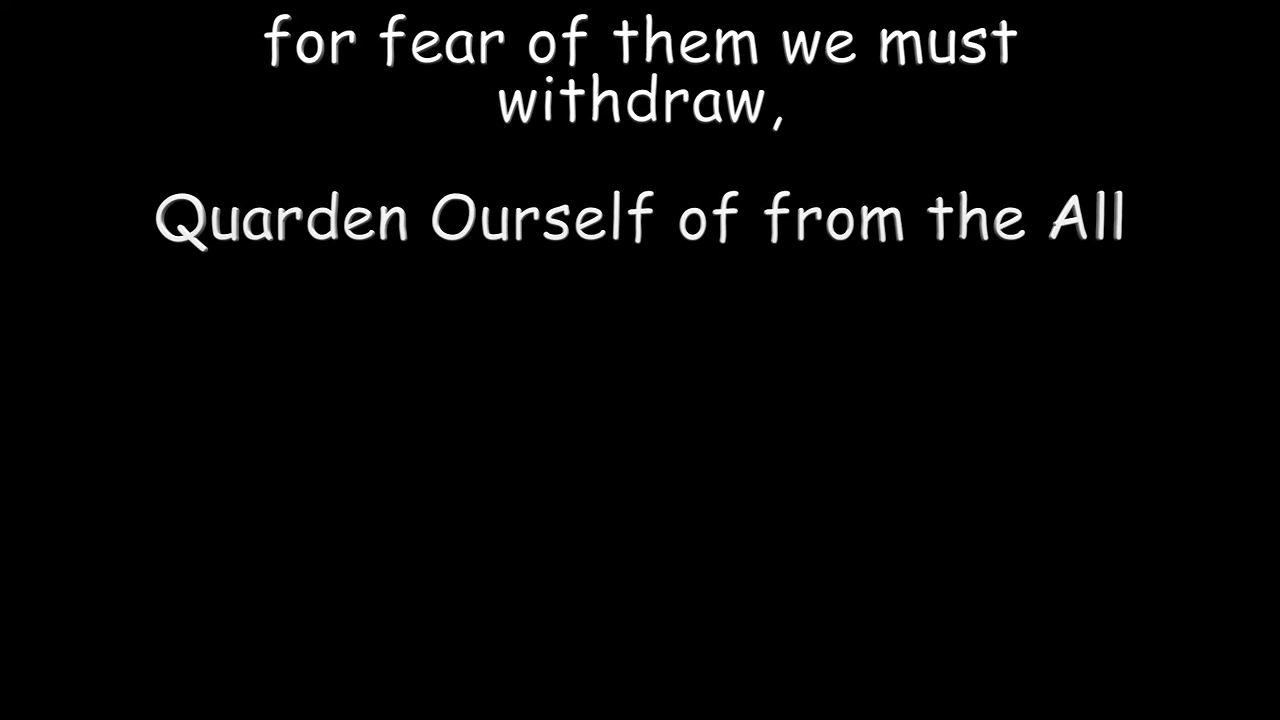 for fear of them we must
withdraw,
Quarden Ourself of from the All